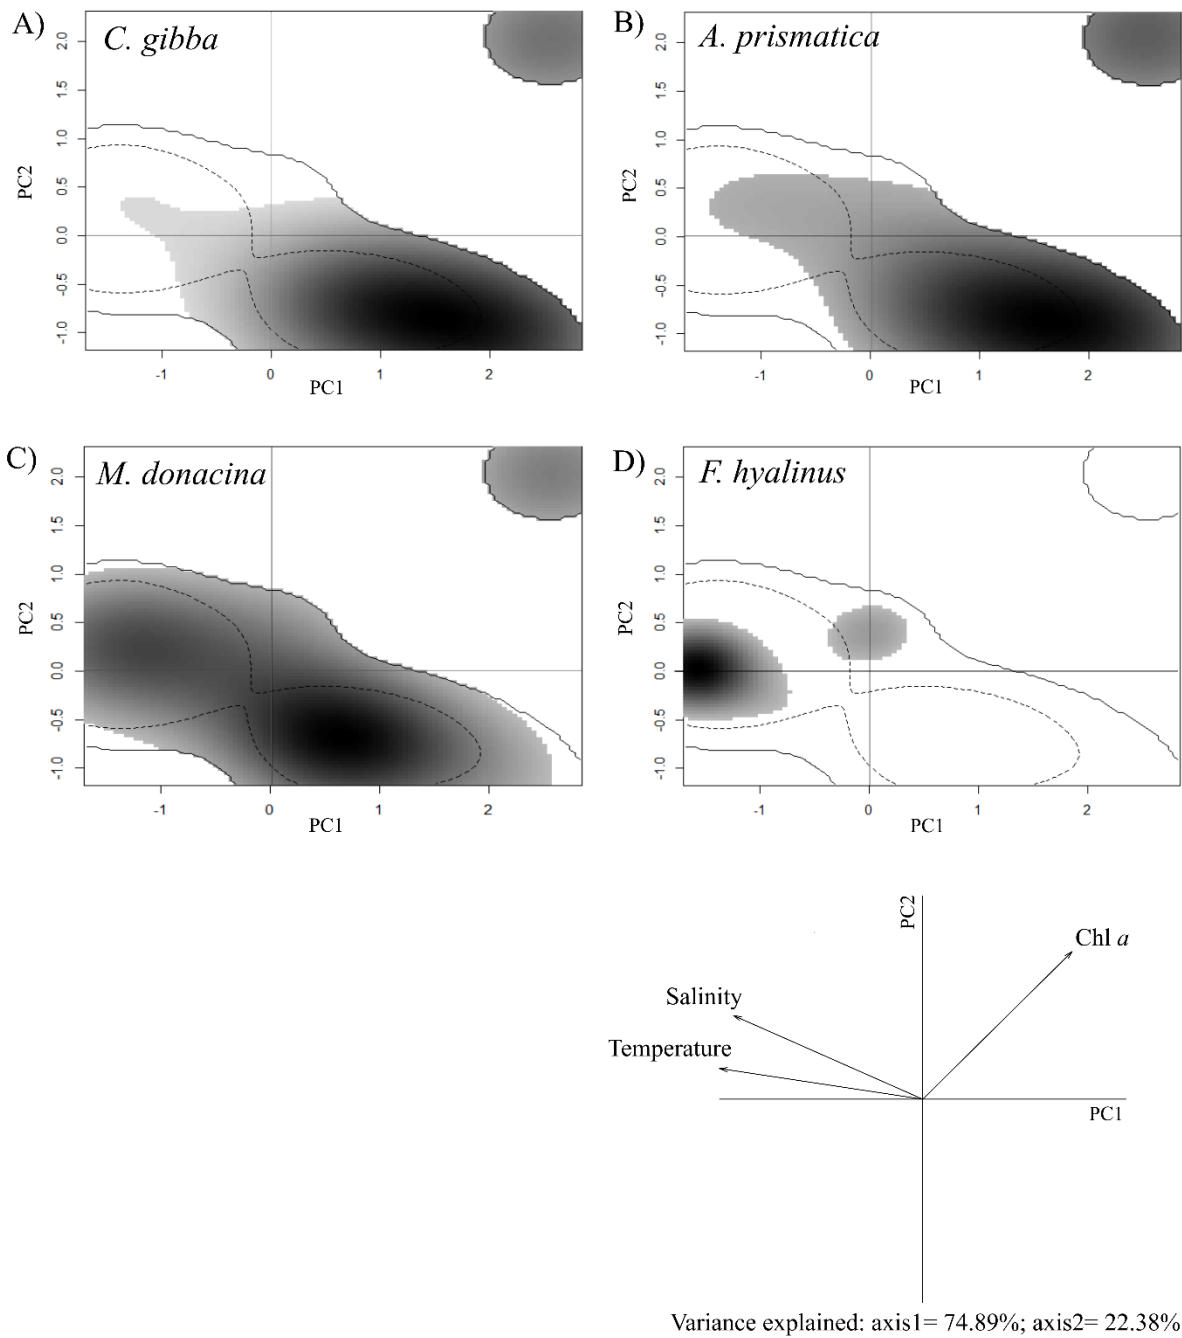 A)
C. gibba
2.0
1.5
1.0
0.5
0.0
-0.5
-1.0
PC2
-1 0 1 2
PC1
B)
A. prismatica
2.0
1.5
1.0
0.5
0.0
-0.5
-1.0
PC2
-1 0 1 2
PC1
C)
M. donacina
2.0
1.5
1.0
0.5
0.0
-0.5
-1.0
PC2
-1 0 1 2
PC1
D)
F. hyalinus
2.0
1.5
1.0
0.5
0.0
-0.5
-1.0
PC2
-1 0 1 2
PC1
PC2
Chl a
Salinity
Temperature
PC1
Variance explained: axis1= 74.89%; axis2= 22.38%